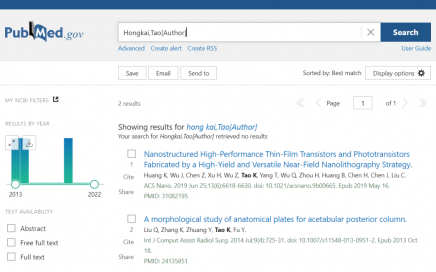 PubMed.gov
Hongkai,Tao[Author]
Search
Advanced Create alert Create RSS
User Guide
Save Email Send to
Sorted by: Best match
Display options
MY NCBI FILTERS
2 results
Page 1 of 1
RESULTS BY YEAR
2013 2022
TEXT AVAILABILITY
Abstract
Free full text
Full text
Showing results for hong kai,Tao[Author]
Your search for Hongkai,Tao[Author] retrieved no results
1
Cite
Share
Nanostructured High-Performance Thin-Film Transistors and Phototransistors
Fabricated by a High-Yield and Versatile Near-Field Nanolithography Strategy.
Huang K, Wu J, Chen Z, Xu H, Wu Z, Tao K, Yang T, Wu Q, Zhou H, Huang B, Chen H, Chen J, Liu C.
ACS Nano. 2019 Jun 25;13(6):6618-6630. doi: 10.1021/acsnano.9b00665. Epub 2019 May 16.
PMID: 31082195
2
Cite
Share
A morphological study of anatomical plates for acetabular posterior column.
Liu Q, Zhang K, Zhuang Y, Tao K, Fu Y.
Int J Comput Assist Radiol Surg. 2014 Jul;9(4):725-31. doi: 10.1007/s11548-013-0951-2. Epub 2013 Oct
18.
PMID: 24135851